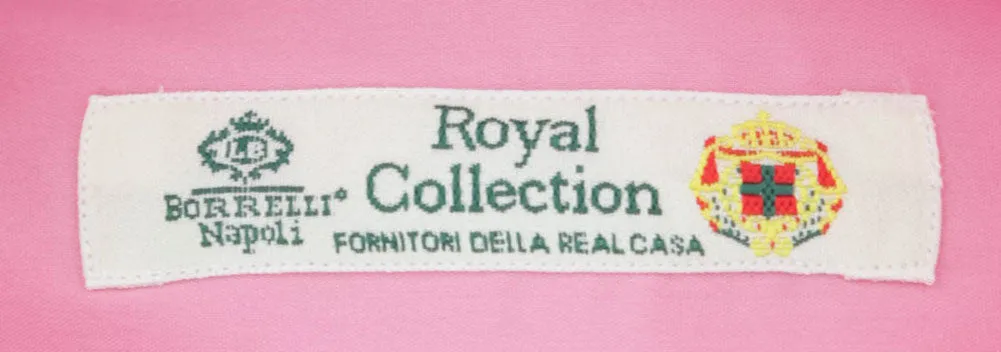 LB
BORRELLI®
Napoli
Royal
Collection
FORNITORI DELLA REAL CASA